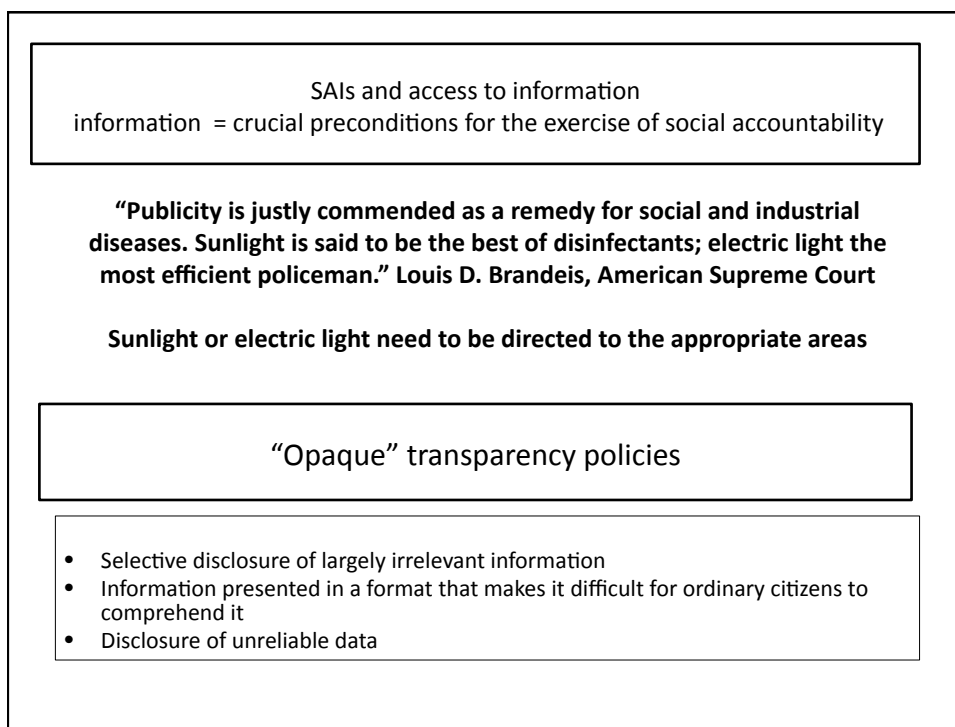 SAIs and access to information
information  = crucial preconditions for the exercise of social accountability
“Publicity is justly commended as a remedy for social and industrial
diseases. Sunlight is said to be the best of disinfectants; electric light the
most efficient policeman.” Louis D. Brandeis, American Supreme Court
Sunlight or electric light need to be directed to the appropriate areas
“Opaque” transparency policies
• Selective disclosure of largely irrelevant information
• Information presented in a format that makes it difficult for ordinary citizens to
comprehend it
• Disclosure of unreliable data